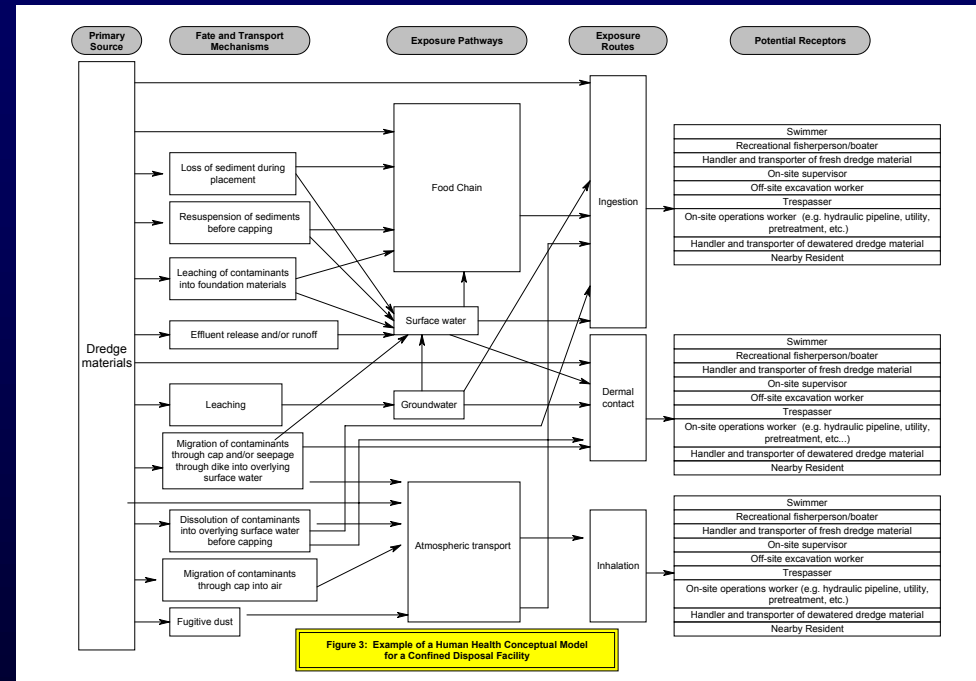 Primary
Source
Fate and Transport
Mechanisms
Exposure Pathways
Exposure
Routes
Potential Receptors
Dredge
materials
Loss of sediment during
placement
Resuspension of sediments
before capping
Leaching of contaminants
into foundation materials
Effluent release and/or runoff
Leaching
Migration of contaminants
through cap and/or seepage
through dike into overlying
surface water
Dissolution of contaminants
into overlying surface water
before capping
Migration of contaminants
through cap into air
Fugitive dust
Food Chain
Surface water
Groundwater
Atmospheric transport
Ingestion
Dermal
contact
Inhalation
Swimmer
Recreational fisherperson/boater
Handler and transporter of fresh dredge material
On-site supervisor
Off-site excavation worker
Trespasser
On-site operations worker (e.g. hydraulic pipeline, utility,
pretreatment, etc.)
Handler and transporter of dewatered dredge material
Nearby Resident
Swimmer
Recreational fisherperson/boater
Handler and transporter of fresh dredge material
On-site supervisor
Off-site excavation worker
Trespasser
On-site operations worker (e.g. hydraulic pipeline, utility,
pretreatment, etc...)
Handler and transporter of dewatered dredge material
Nearby Resident
Swimmer
Recreational fisherperson/boater
Handler and transporter of fresh dredge material
On-site supervisor
Off-site excavation worker
Trespasser
On-site operations worker (e.g. hydraulic pipeline, utility,
pretreatment, etc.)
Handler and transporter of dewatered dredge material
Nearby Resident
Figure 3: Example of a Human Health Conceptual Model
for a Confined Disposal Facility